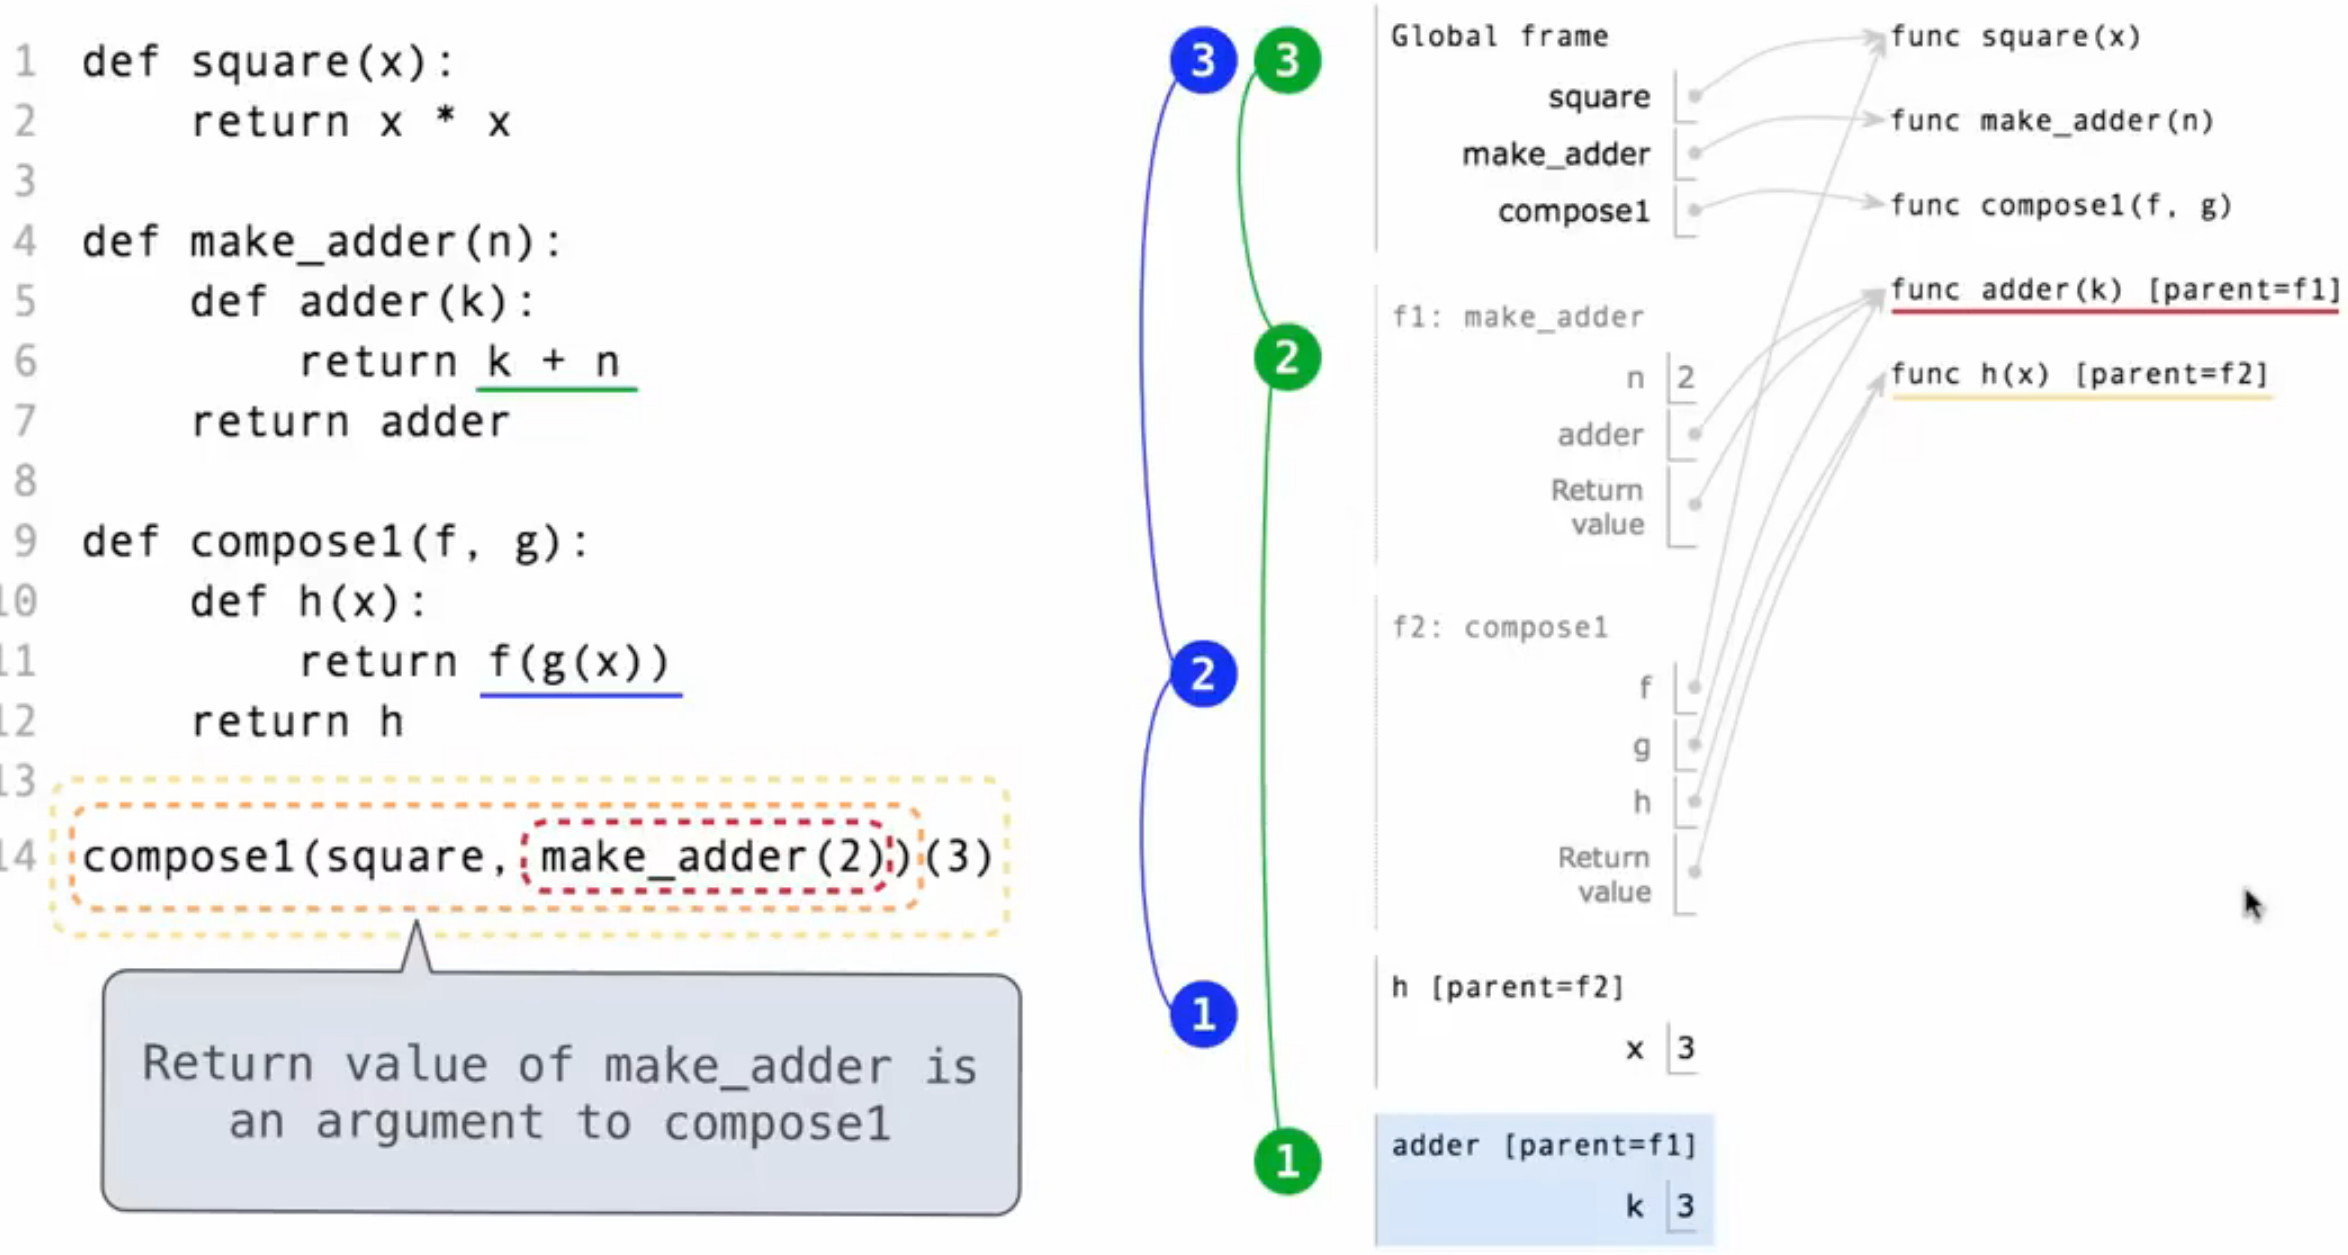 1 def square(x):
2 return x * x
3
4 def make_adder(n):
5 def adder(k):
6 return k + n
7 return adder
8
9 def compose1(f, g):
10 def h(x):
11 return f(g(x))
12 return h
13
14 compose1(square, make_adder(2))(3)
Return value of make_adder is
an argument to compose1
3
2
1
3
2
1
Global frame
square
make_adder
compose1
f1: make_adder
n 2
adder
Return
value
f2: compose1
f
g
h
Return
value
h [parent=f2]
x 3
adder [parent=f1]
k 3
func square(x)
func make_adder(n)
func compose1(f, g)
func adder(k) [parent=f1]
func h(x) [parent=f2]